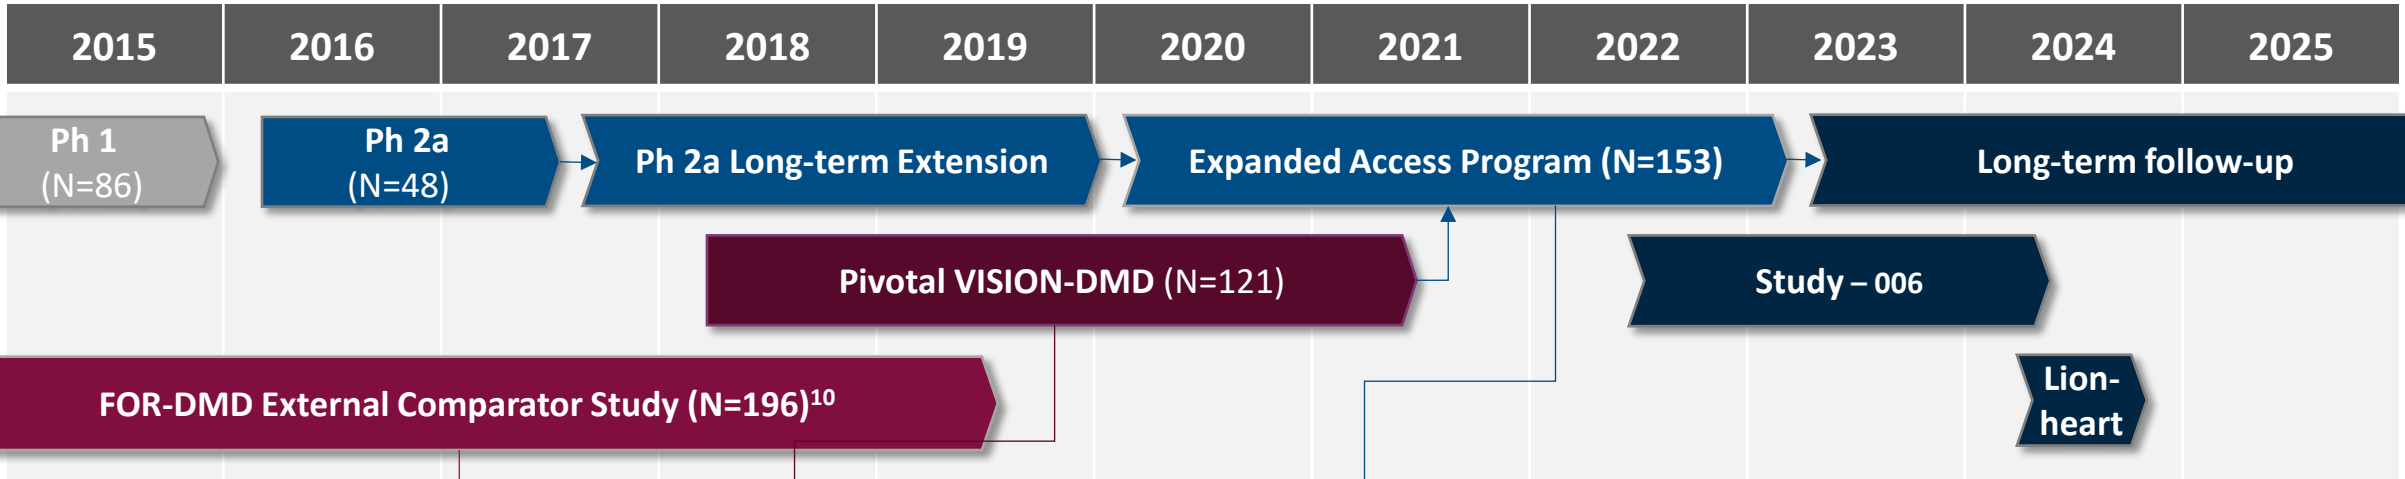 2015 2016 2017 2018 2019 2020 2021 2022 2023 2024 2025
Ph 1
(N=86)
Ph 2a
(N=48)
Ph 2a Long-term Extension
Expanded Access Program (N=153)
Long-term follow-up
Pivotal VISION-DMD (N=121)
Study – 006
FOR-DMD External Comparator Study (N=196)¹⁰
Lion-
heart